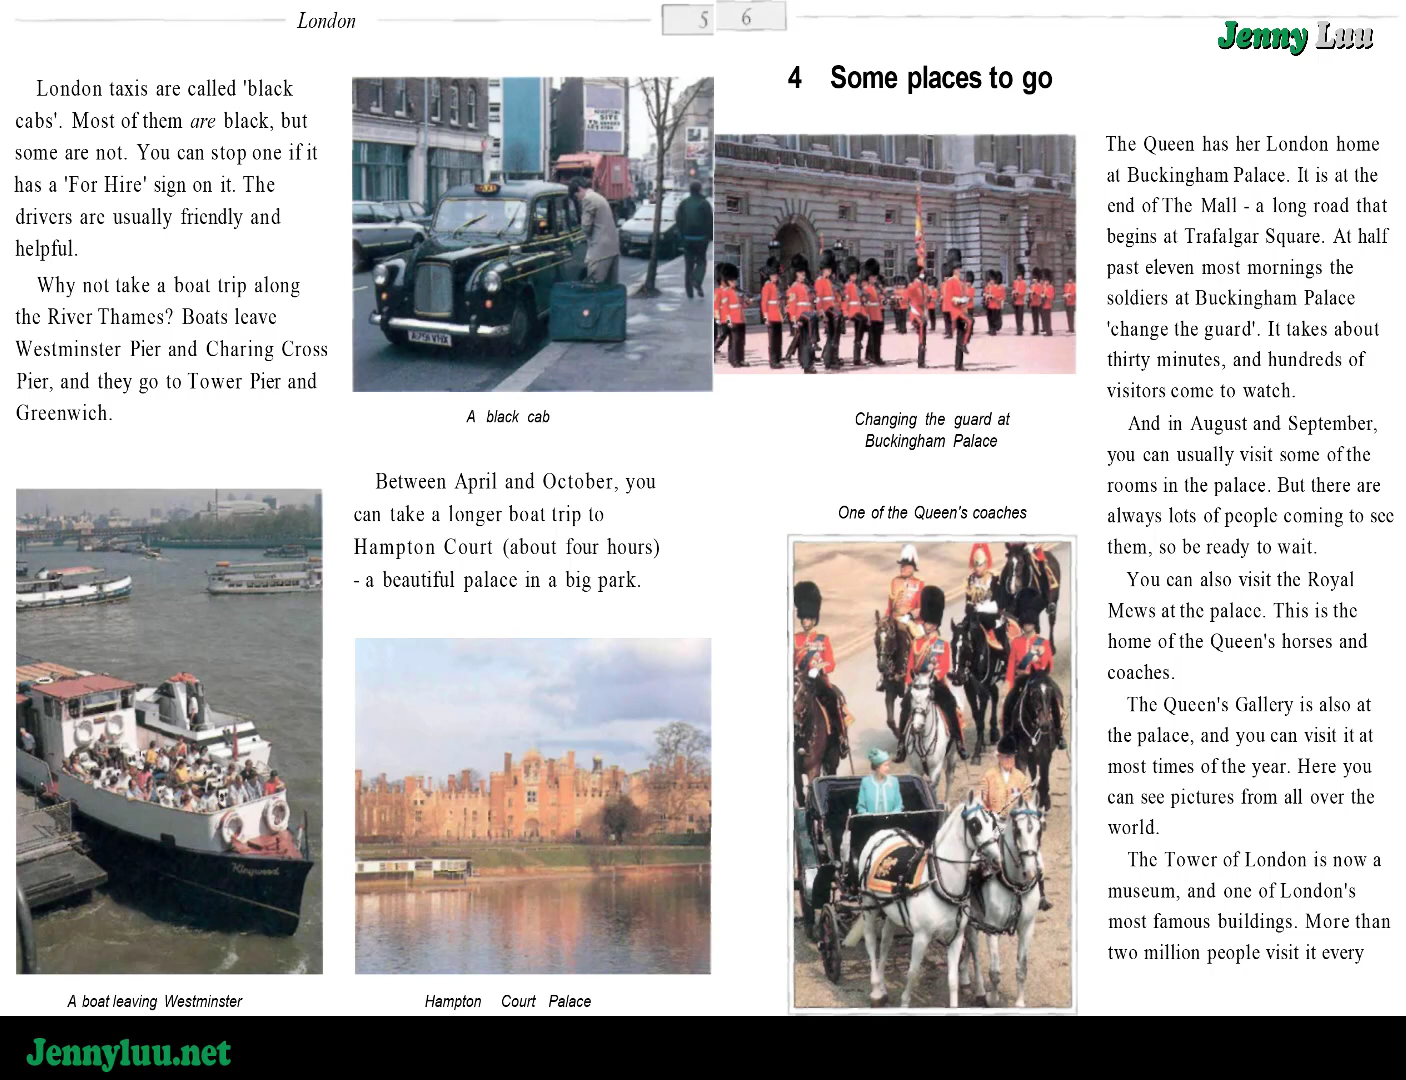 London
5
6
Jenny Luu
London taxis are called 'black
cabs'. Most of them are black, but
some are not. You can stop one if it
has a 'For Hire' sign on it. The
drivers are usually friendly and
helpful.
Why not take a boat trip along
the River Thames? Boats leave
Westminster Pier and Charing Cross
Pier, and they go to Tower Pier and
Greenwich.
A boat leaving Westminster
A black cab
Between April and October, you
can take a longer boat trip to
Hampton Court (about four hours)
- a beautiful palace in a big park.
Hampton Court Palace
4 Some places to go
Changing the guard at
Buckingham Palace
One of the Queen's coaches
The Queen has her London home
at Buckingham Palace. It is at the
end of The Mall - a long road that
begins at Trafalgar Square. At half
past eleven most mornings the
soldiers at Buckingham Palace
'change the guard'. It takes about
thirty minutes, and hundreds of
visitors come to watch.
And in August and September,
you can usually visit some of the
rooms in the palace. But there are
always lots of people coming to see
them, so be ready to wait.
You can also visit the Royal
Mews at the palace. This is the
home of the Queen's horses and
coaches.
The Queen's Gallery is also at
the palace, and you can visit it at
most times of the year. Here you
can see pictures from all over the
world.
The Tower of London is now a
museum, and one of London's
most famous buildings. More than
two million people visit it every
Kingwood
Jennyluu.net